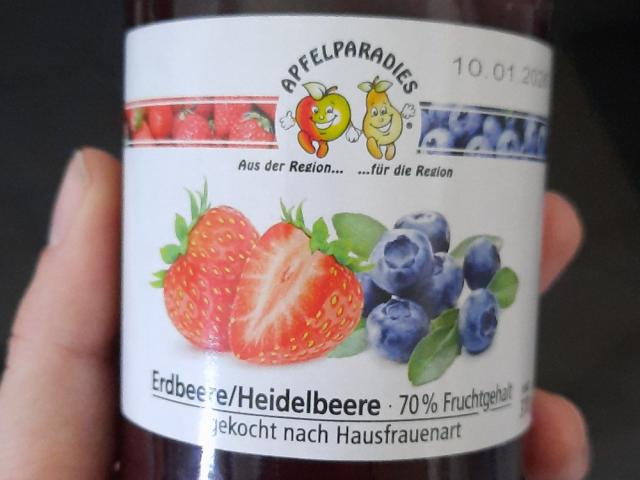 APFELPARADIES
10.01.202
Aus der Region... ...für die Region
Erdbeere/Heidelbeere · 70% Fruchtgehalt
gekocht nach Hausfrauenart